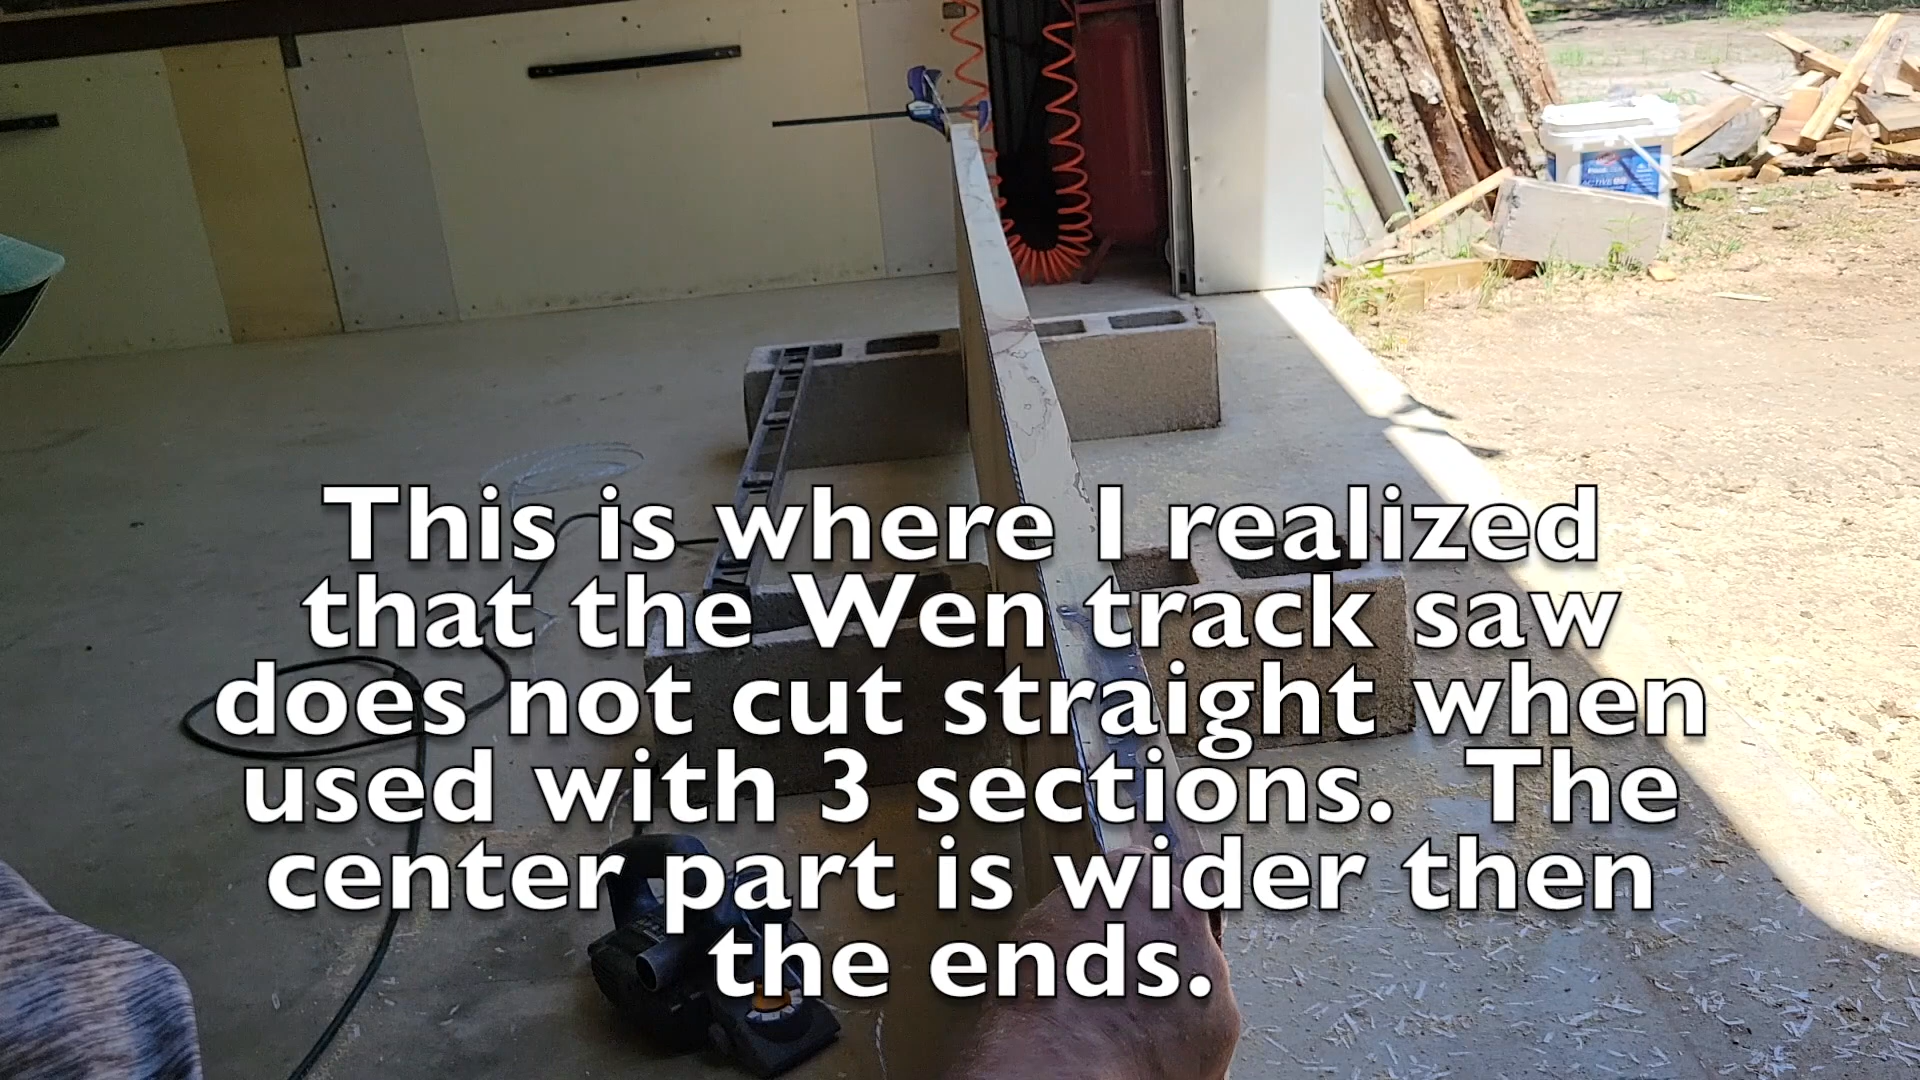 This is where I realized
that the Wen track saw
does not cut straight when
used with 3 sections.  The
center part is wider then
the ends.